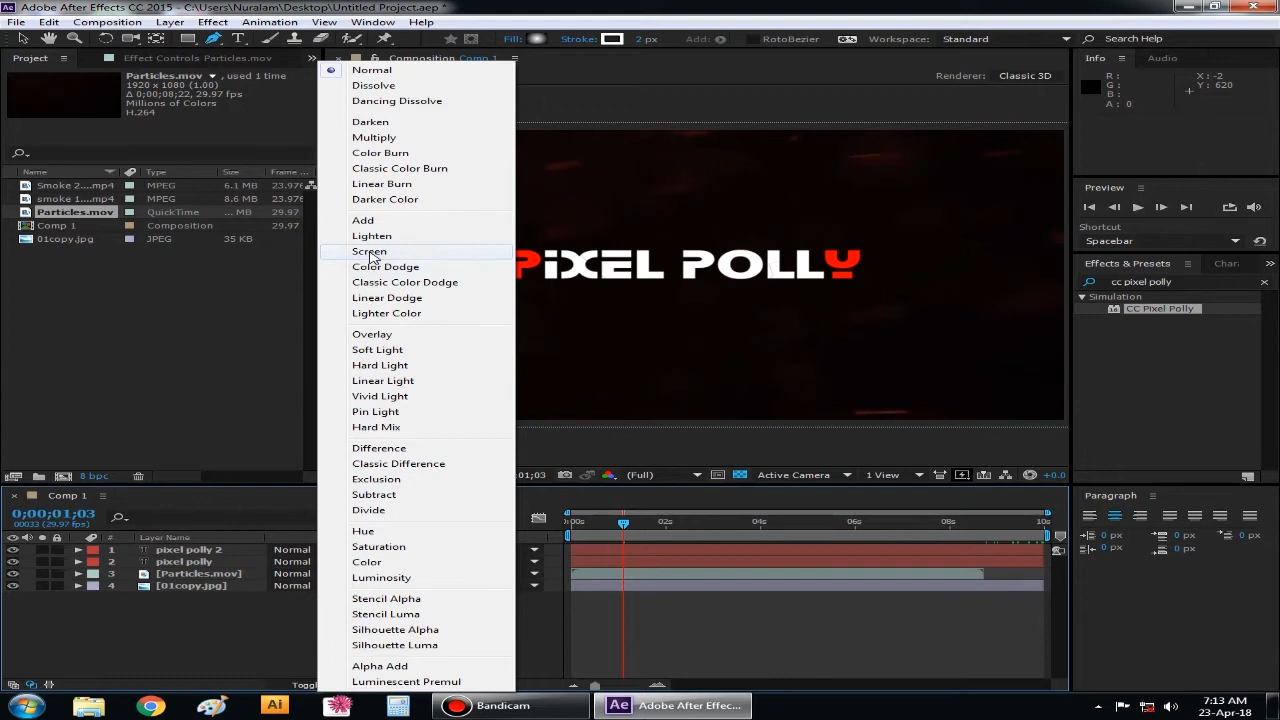 Adobe After Effects CC 2015 - C:\Users\Nuralam\Desktop\Untitled Project.aep *
File Edit Composition Layer Effect Animation View Window Help
Fill: Stroke: 2 px Add: RotoBezier Workspace: Standard Search Help
Project Effect Controls Particles.mov Composition Comp 1 Info Audio
Renderer: Classic 3D
Particles.mov , used 1 time
1920 x 1080 (1.00)
Δ 0;00;08;22, 29.97 fps
Millions of Colors
H.264
R: X: -2
G: Y: 620
B:
A: 0
Name Type Size Frame ...
Smoke 2....mp4 MPEG 6.1 MB 23.976
smoke 1....mp4 MPEG 8.6 MB 23.976
Particles.mov QuickTime ... MB 29.97
Comp 1 Composition 29.97
01copy.jpg JPEG 35 KB
8 bpc
Normal
Dissolve
Dancing Dissolve
Darken
Multiply
Color Burn
Classic Color Burn
Linear Burn
Darker Color
Add
Lighten
Screen
Color Dodge
Classic Color Dodge
Linear Dodge
Lighter Color
Overlay
Soft Light
Hard Light
Linear Light
Vivid Light
Pin Light
Hard Mix
Difference
Classic Difference
Exclusion
Subtract
Divide
Hue
Saturation
Color
Luminosity
Stencil Alpha
Stencil Luma
Silhouette Alpha
Silhouette Luma
Alpha Add
Luminescent Premul
PiXEL POLLY
Preview
Shortcut
Spacebar
Effects & Presets Chara
cc pixel polly
Simulation
CC Pixel Polly
01;03 (Full) Active Camera 1 View +0.0
Comp 1
0;00;01;03
00033 (29.97 fps)
# Layer Name
1 pixel polly 2 Normal
2 pixel polly Normal
3 [Particles.mov] Normal
4 [01copy.jpg] Normal
Toggl
:00s 02s 04s 06s 08s 10s
Paragraph
0 px 0 px 0 px
0 px 0 px
Bandicam Adobe After Effec...
7:13 AM
23-Apr-18